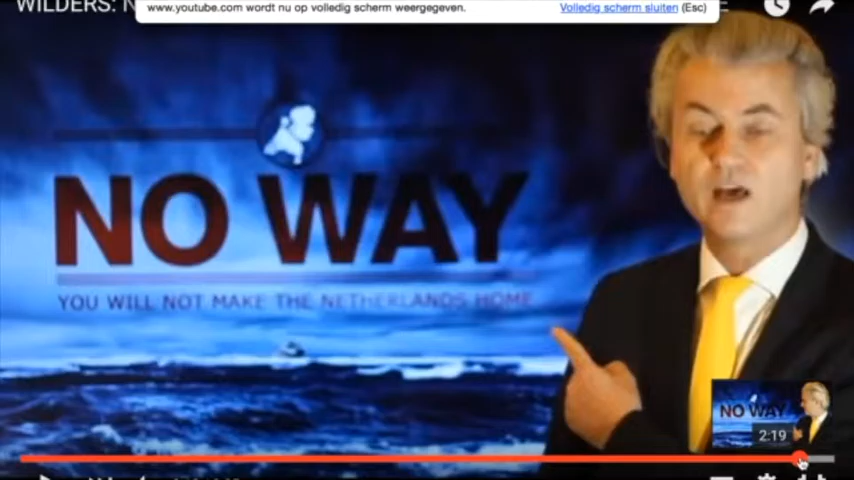 WILDERS: N
www.youtube.com wordt nu op volledig scherm weergegeven. Volledig scherm sluiten (Esc)
NO WAY
YOU WILL NOT MAKE THE NETHERLANDS HOME
NO WAY
2:19